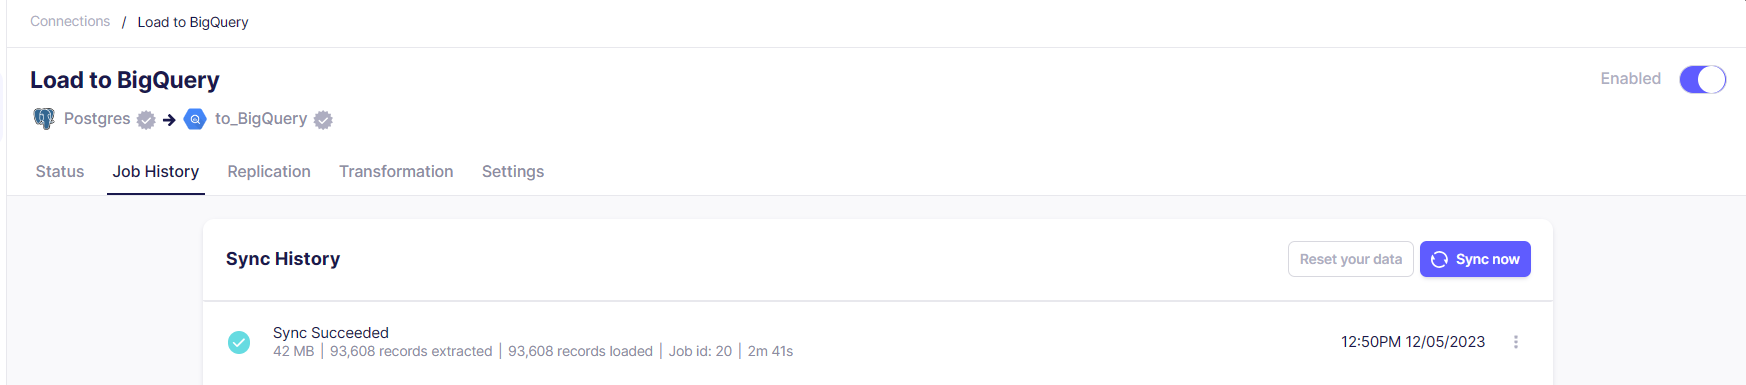 Connections / Load to BigQuery
Load to BigQuery
Enabled
Postgres to_BigQuery
Status Job History Replication Transformation Settings
Sync History
Reset your data Sync now
Sync Succeeded
12:50PM 12/05/2023
42 MB | 93,608 records extracted | 93,608 records loaded | Job id: 20 | 2m 41s